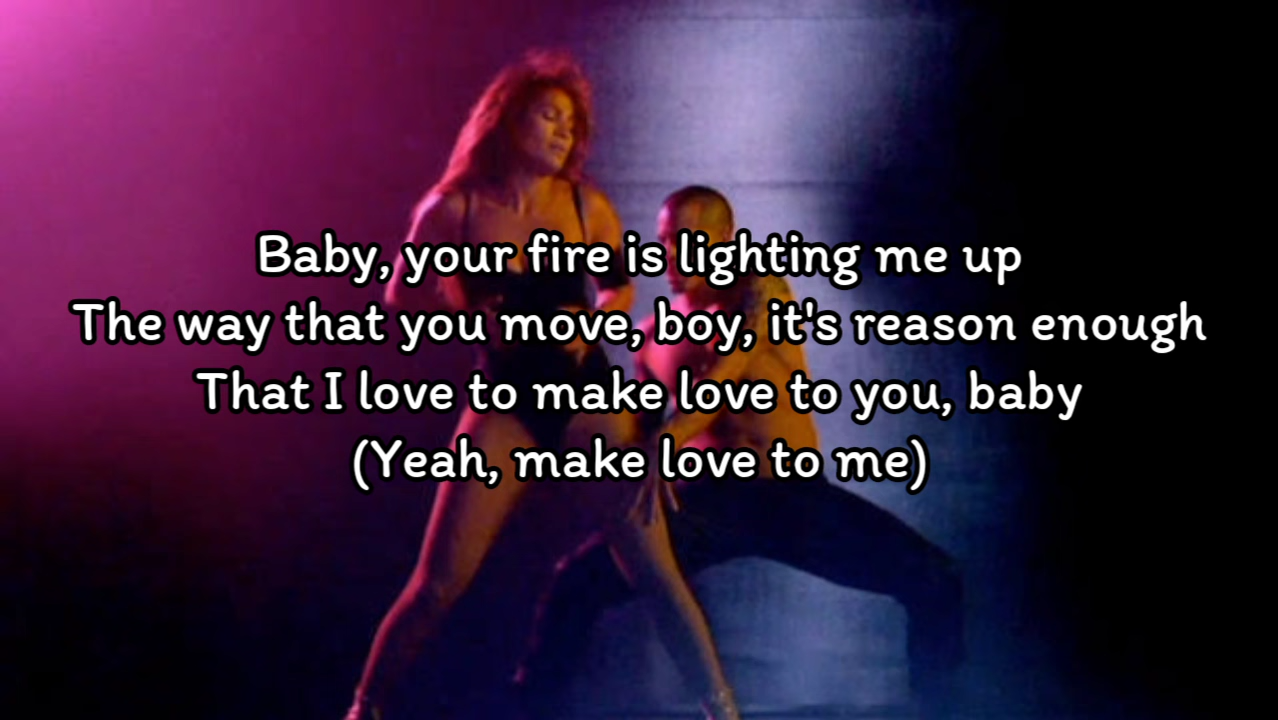 Baby, your fire is lighting me up
The way that you move, boy, it's reason enough
That I love to make love to you, baby
(Yeah, make love to me)